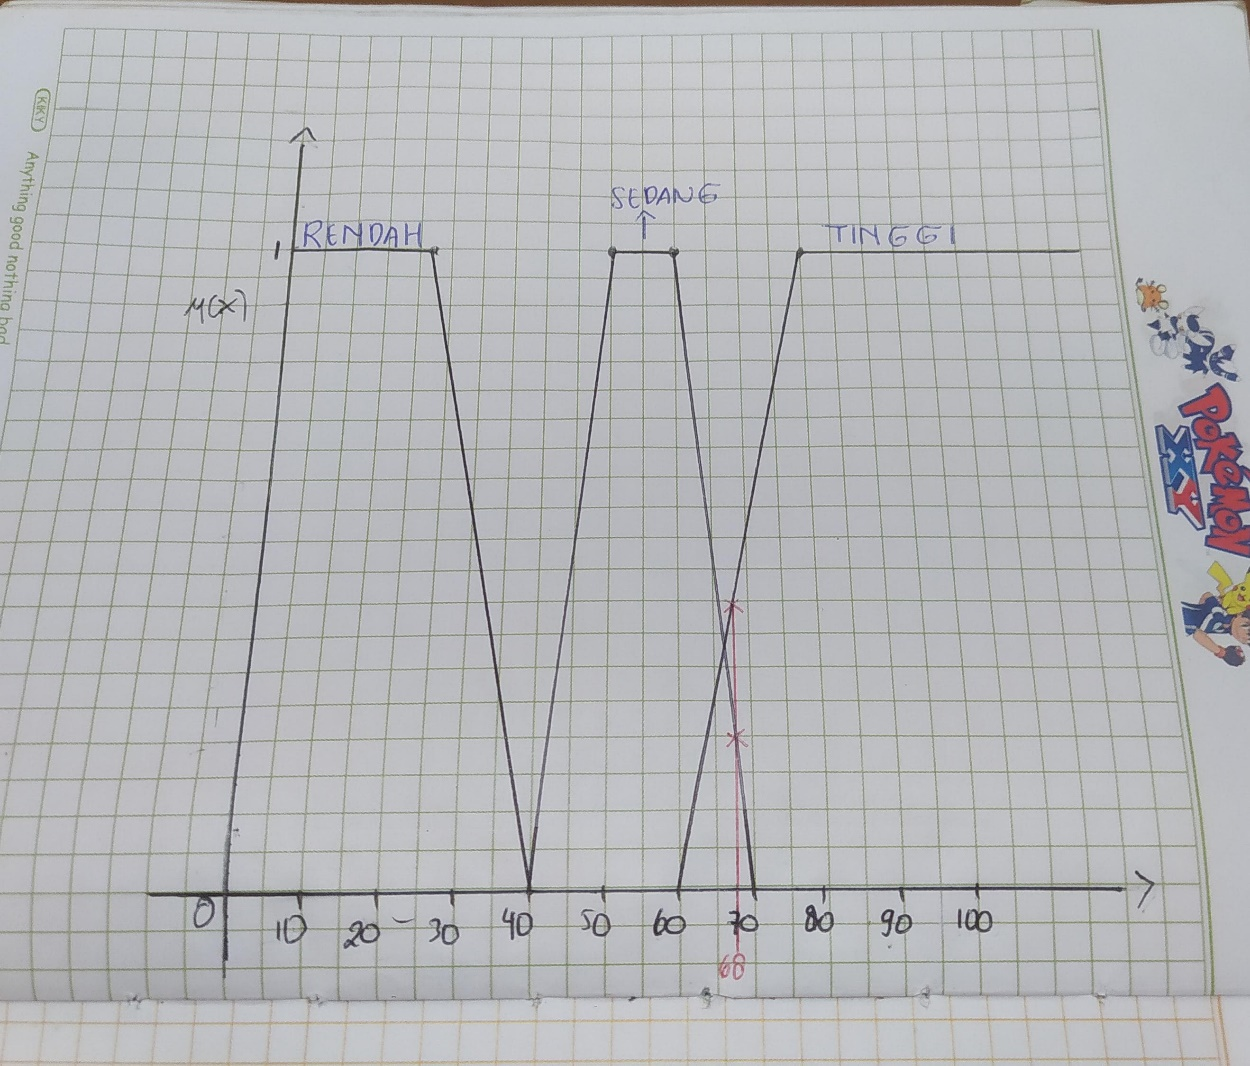 KIKY
Anything good nothing bad
SEDANG
RENDAH
TINGGI
1
μ(x)
0 10 20 30 40 50 60 70 80 90 100
68
POKéMON
XY